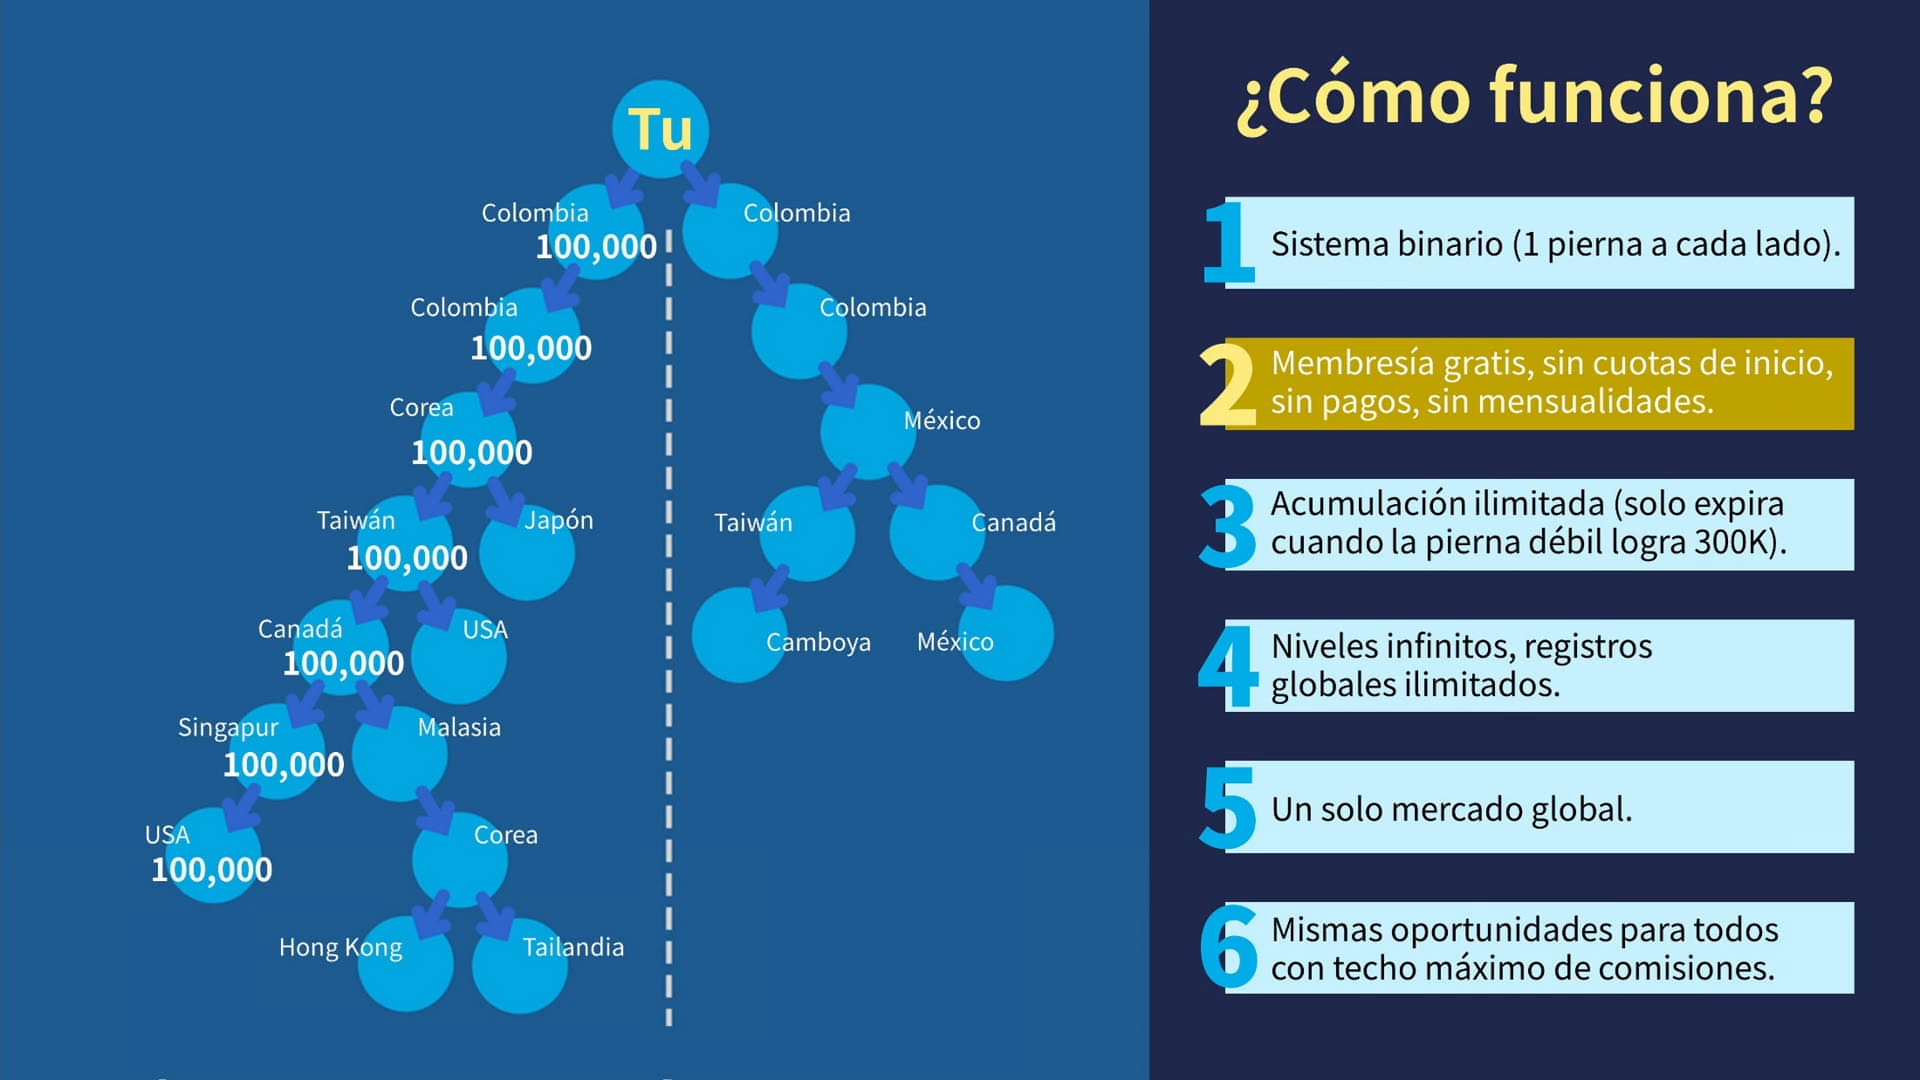 Tu
Colombia
100,000
Colombia
Colombia
100,000
Colombia
Corea
100,000
México
Taiwán
100,000
Japón
Taiwán
Canadá
Canadá
100,000
USA
Camboya
México
Singapur
100,000
Malasia
USA
100,000
Corea
Hong Kong
Tailandia
¿Cómo funciona?
1
Sistema binario (1 pierna a cada lado).
2
Membresía gratis, sin cuotas de inicio,
sin pagos, sin mensualidades.
3
Acumulación ilimitada (solo expira
cuando la pierna débil logra 300K).
4
Niveles infinitos, registros
globales ilimitados.
5
Un solo mercado global.
6
Mismas oportunidades para todos
con techo máximo de comisiones.